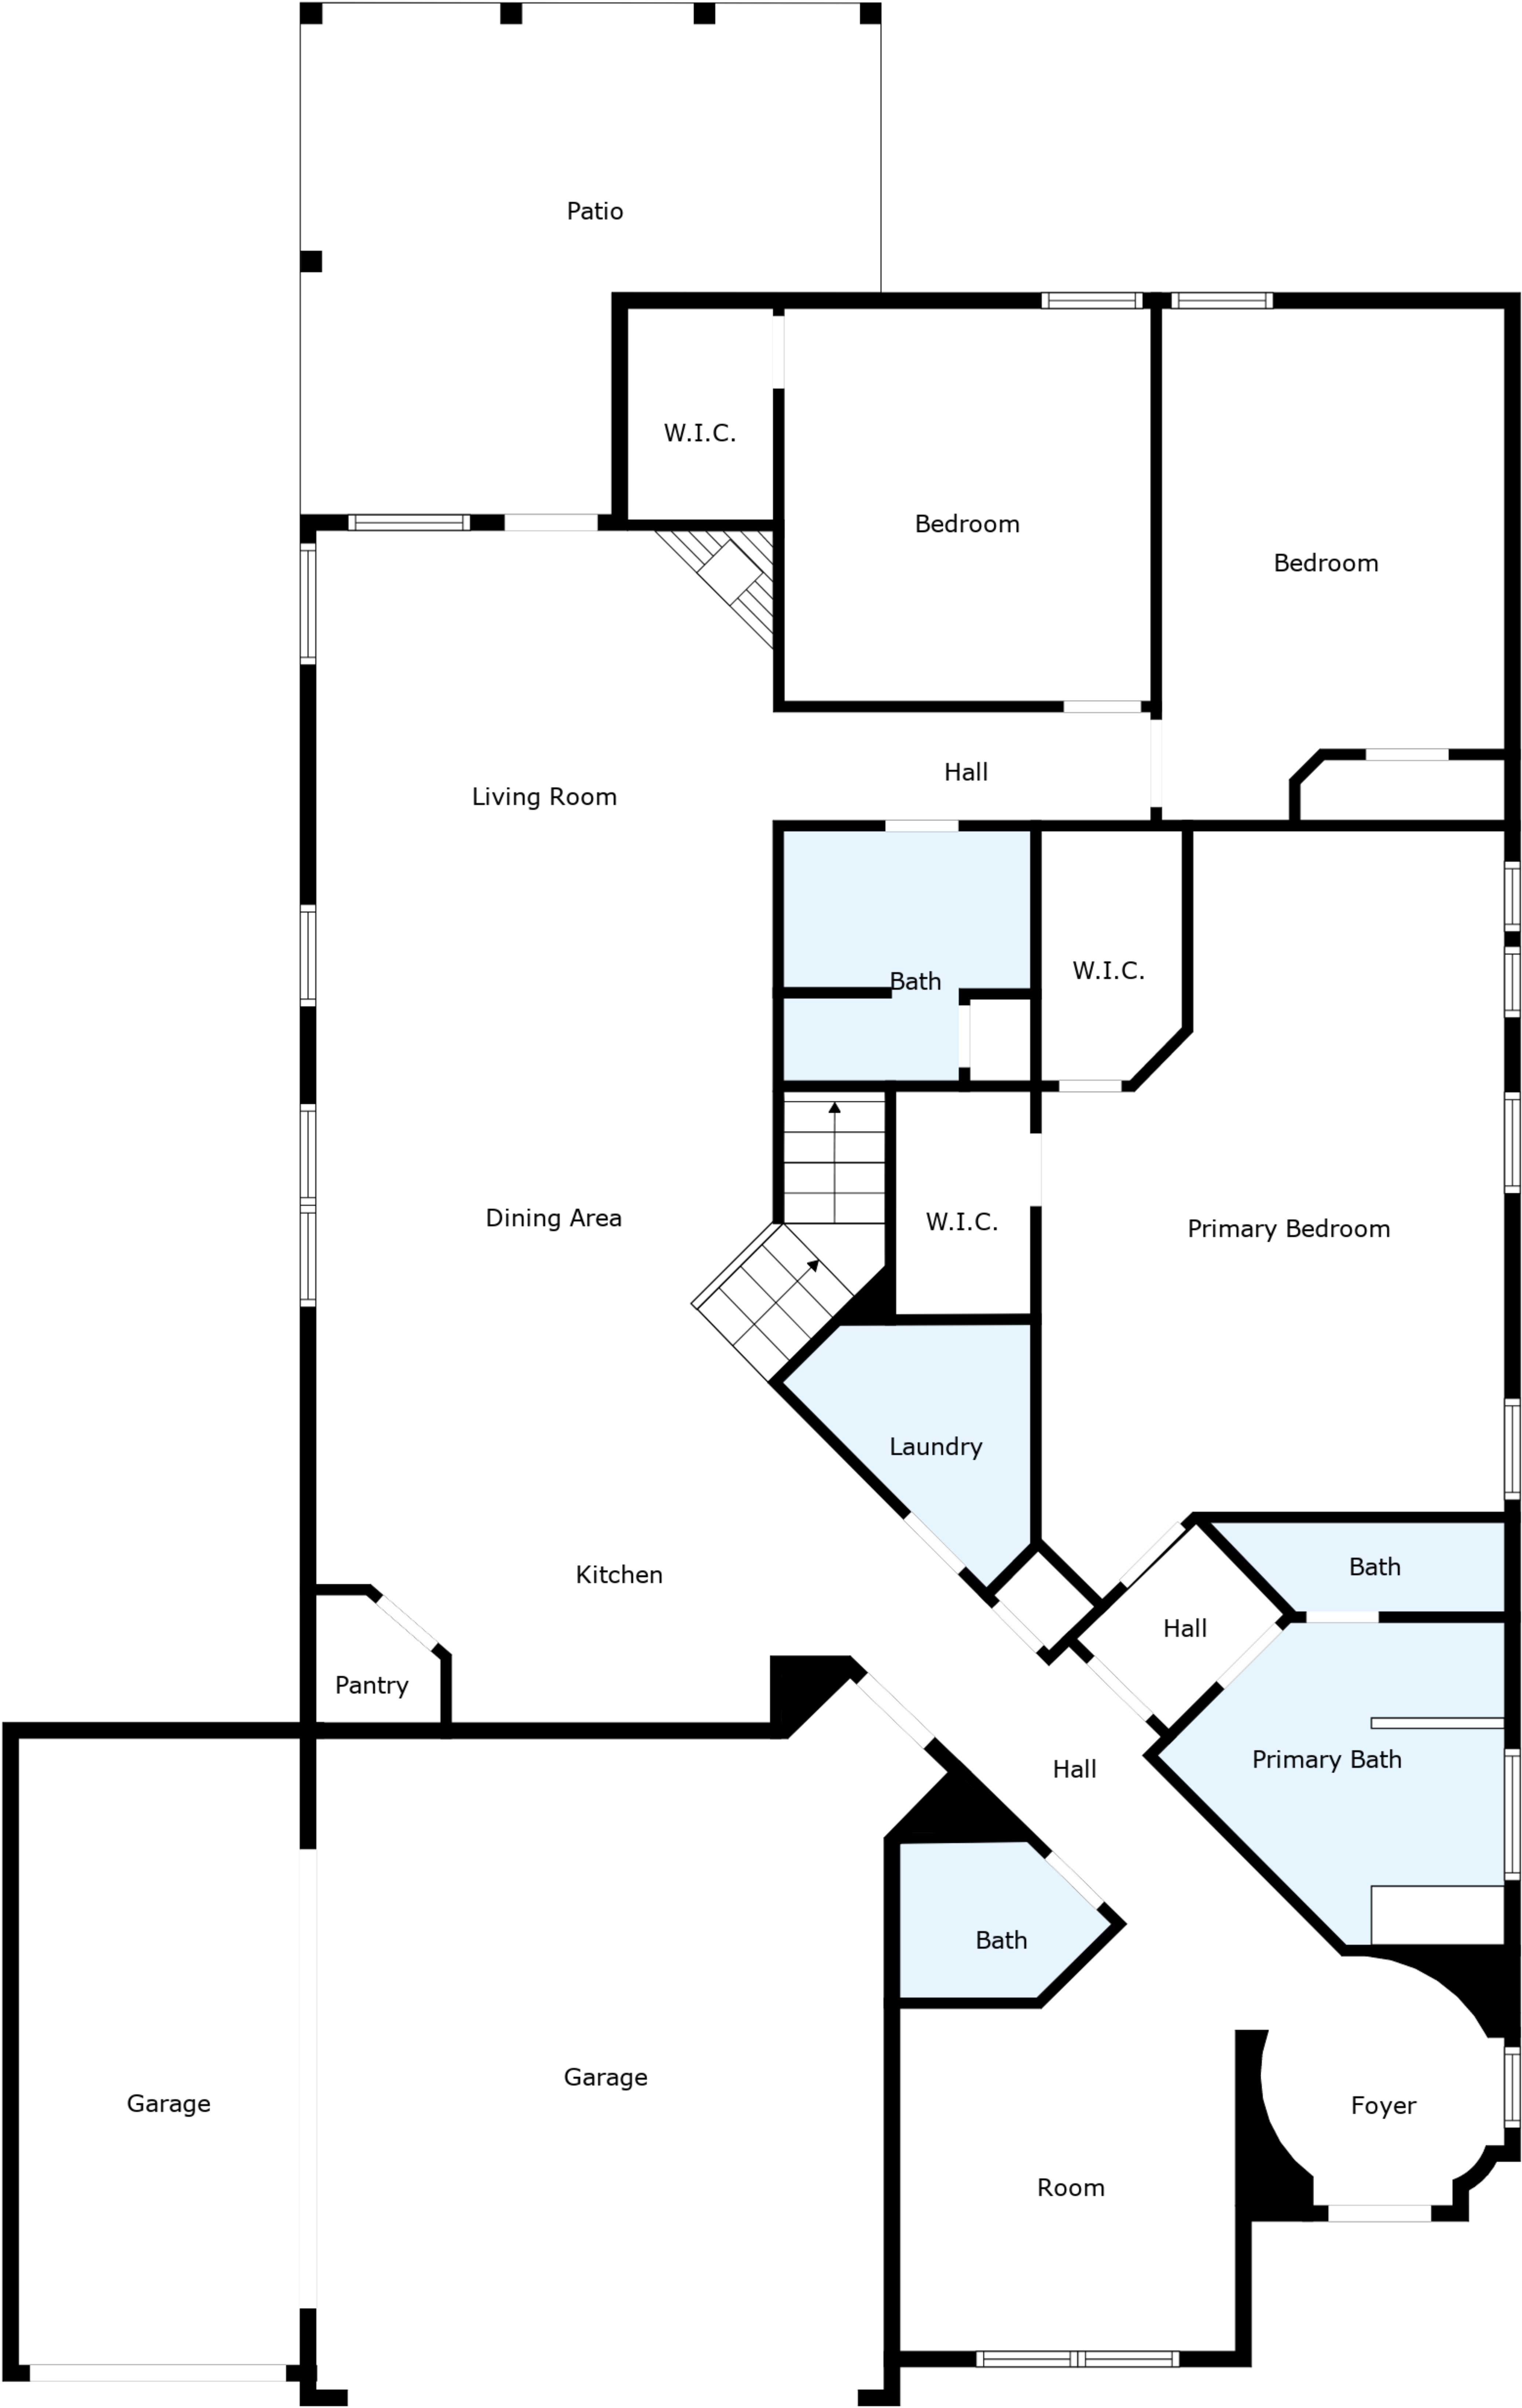 Patio
W.I.C.
Bedroom
Bedroom
Hall
Living Room
W.I.C.
Bath
Dining Area
W.I.C.
Primary Bedroom
Laundry
Bath
Kitchen
Hall
Pantry
Primary Bath
Hall
Bath
Garage
Garage
Foyer
Room